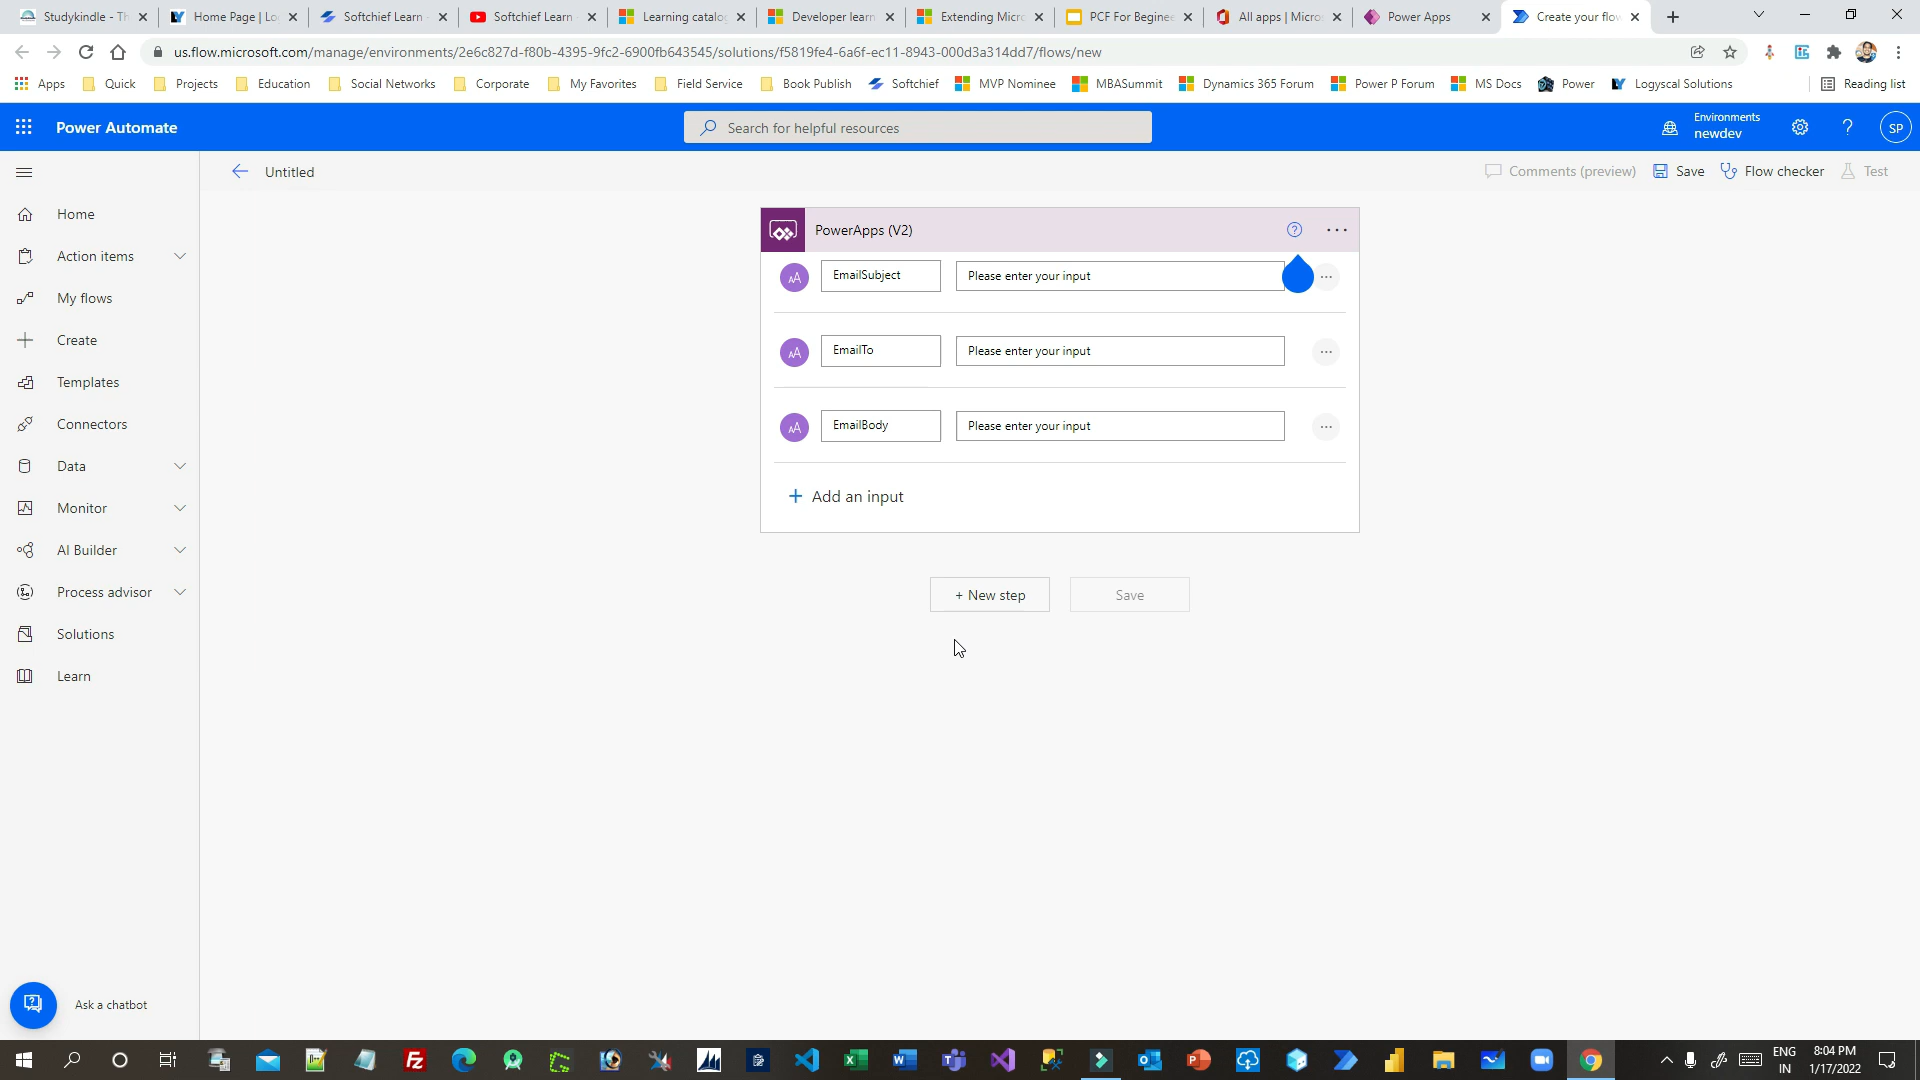 Studykindle - Th
Home Page | Lo
Softchief Learn -
Softchief Learn -
Learning catalog
Developer learn
Extending Micro
PCF For Beginee
All apps | Micros
Power Apps
Create your flow
us.flow.microsoft.com/manage/environments/2e6c827d-f80b-4395-9fc2-6900fb643545/solutions/f5819fe4-6a6f-ec11-8943-000d3a314dd7/flows/new
Apps
Quick
Projects
Education
Social Networks
Corporate
My Favorites
Field Service
Book Publish
Softchief
MVP Nominee
MBASummit
Dynamics 365 Forum
Power P Forum
MS Docs
Power
Logyscal Solutions
Reading list
Power Automate
Search for helpful resources
Environments
newdev
SP
Untitled
Comments (preview)
Save
Flow checker
Test
Home
Action items
My flows
Create
Templates
Connectors
Data
Monitor
AI Builder
Process advisor
Solutions
Learn
Ask a chatbot
PowerApps (V2)
EmailSubject
Please enter your input
EmailTo
Please enter your input
EmailBody
Please enter your input
+ Add an input
+ New step
Save
ENG
IN
8:04 PM
1/17/2022